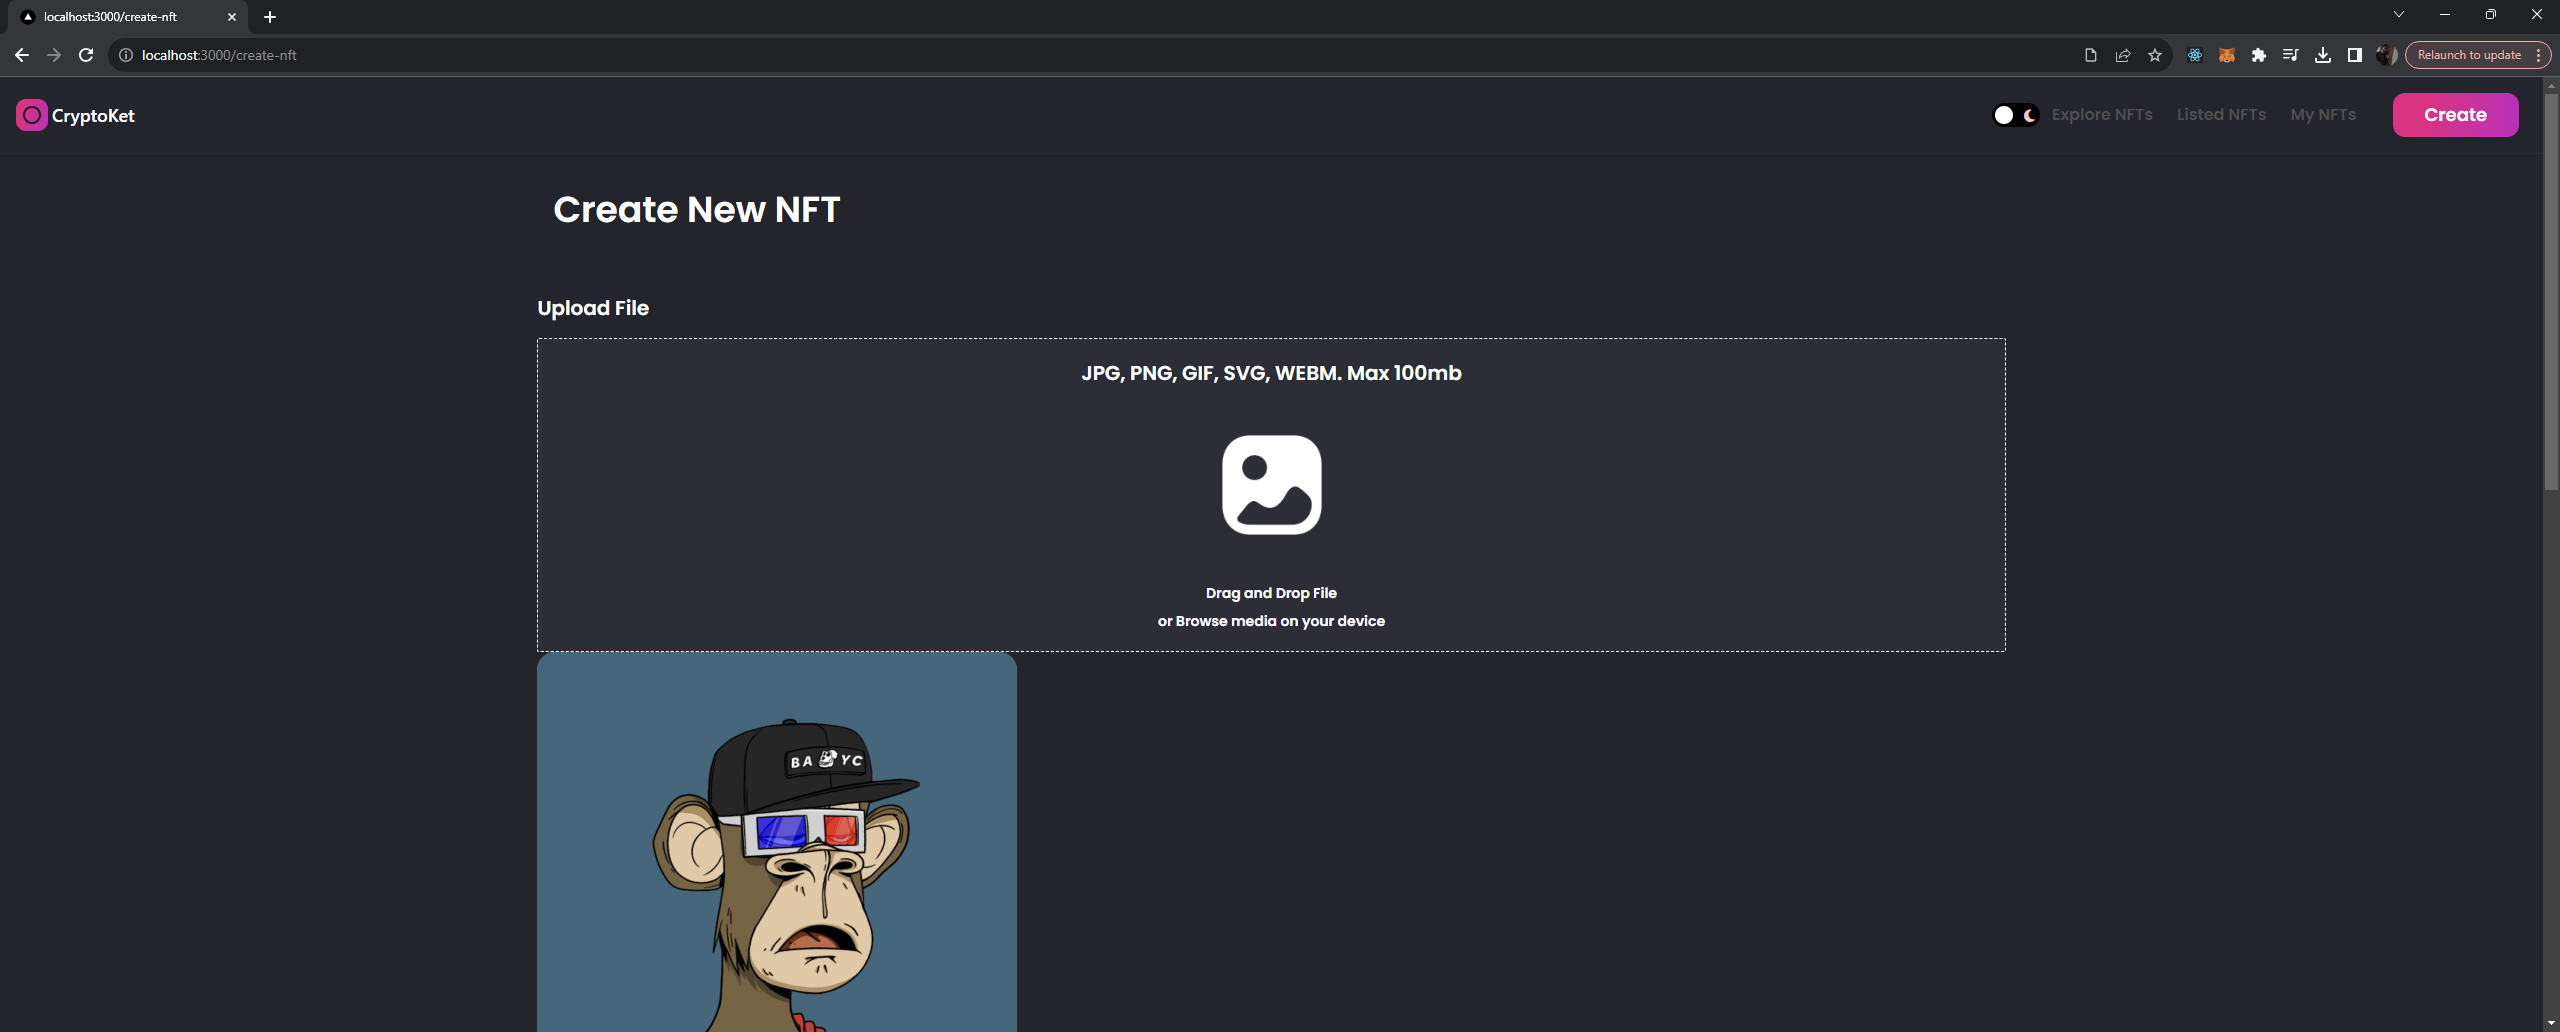 localhost:3000/create-nft
localhost:3000/create-nft
Relaunch to update
CryptoKet
Explore NFTs
Listed NFTs
My NFTs
Create
Create New NFT
Upload File
JPG, PNG, GIF, SVG, WEBM. Max 100mb
Drag and Drop File
or Browse media on your device
BA YC